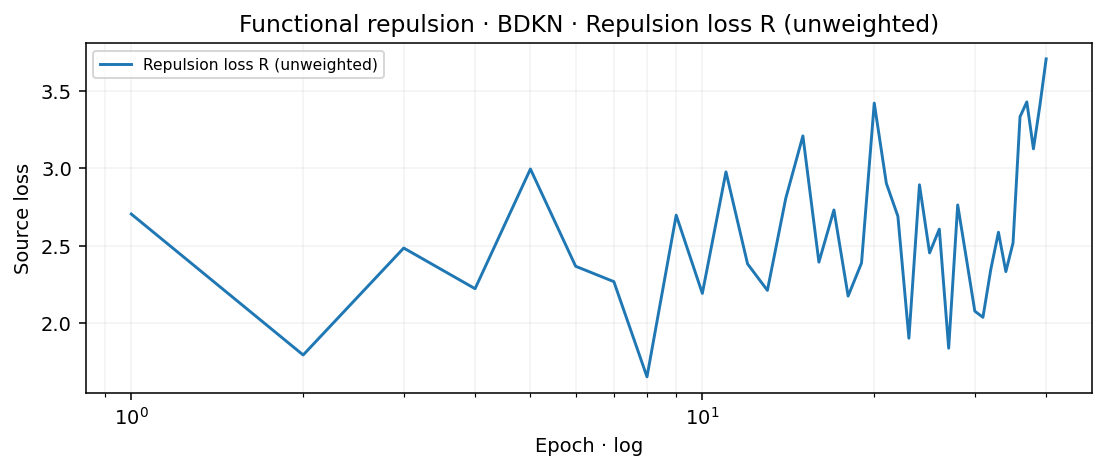 Functional repulsion · BDKN · Repulsion loss R (unweighted)
Repulsion loss R (unweighted)
Source loss
3.5
3.0
2.5
2.0
10⁰
10¹
Epoch · log